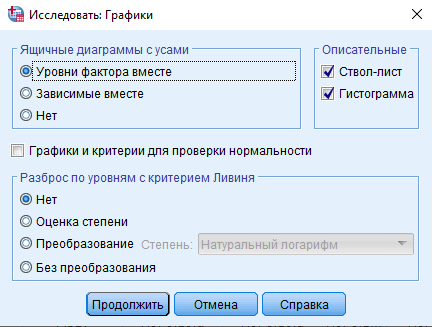 Исследовать: Графики
Ящичные диаграммы с усами
Уровни фактора вместе
Зависимые вместе
Нет
Описательные
Ствол-лист
Гистограмма
Графики и критерии для проверки нормальности
Разброс по уровням с критерием Ливиня
Нет
Оценка степени
Преобразование Степень: Натуральный логарифм
Без преобразования
Продолжить Отмена Справка